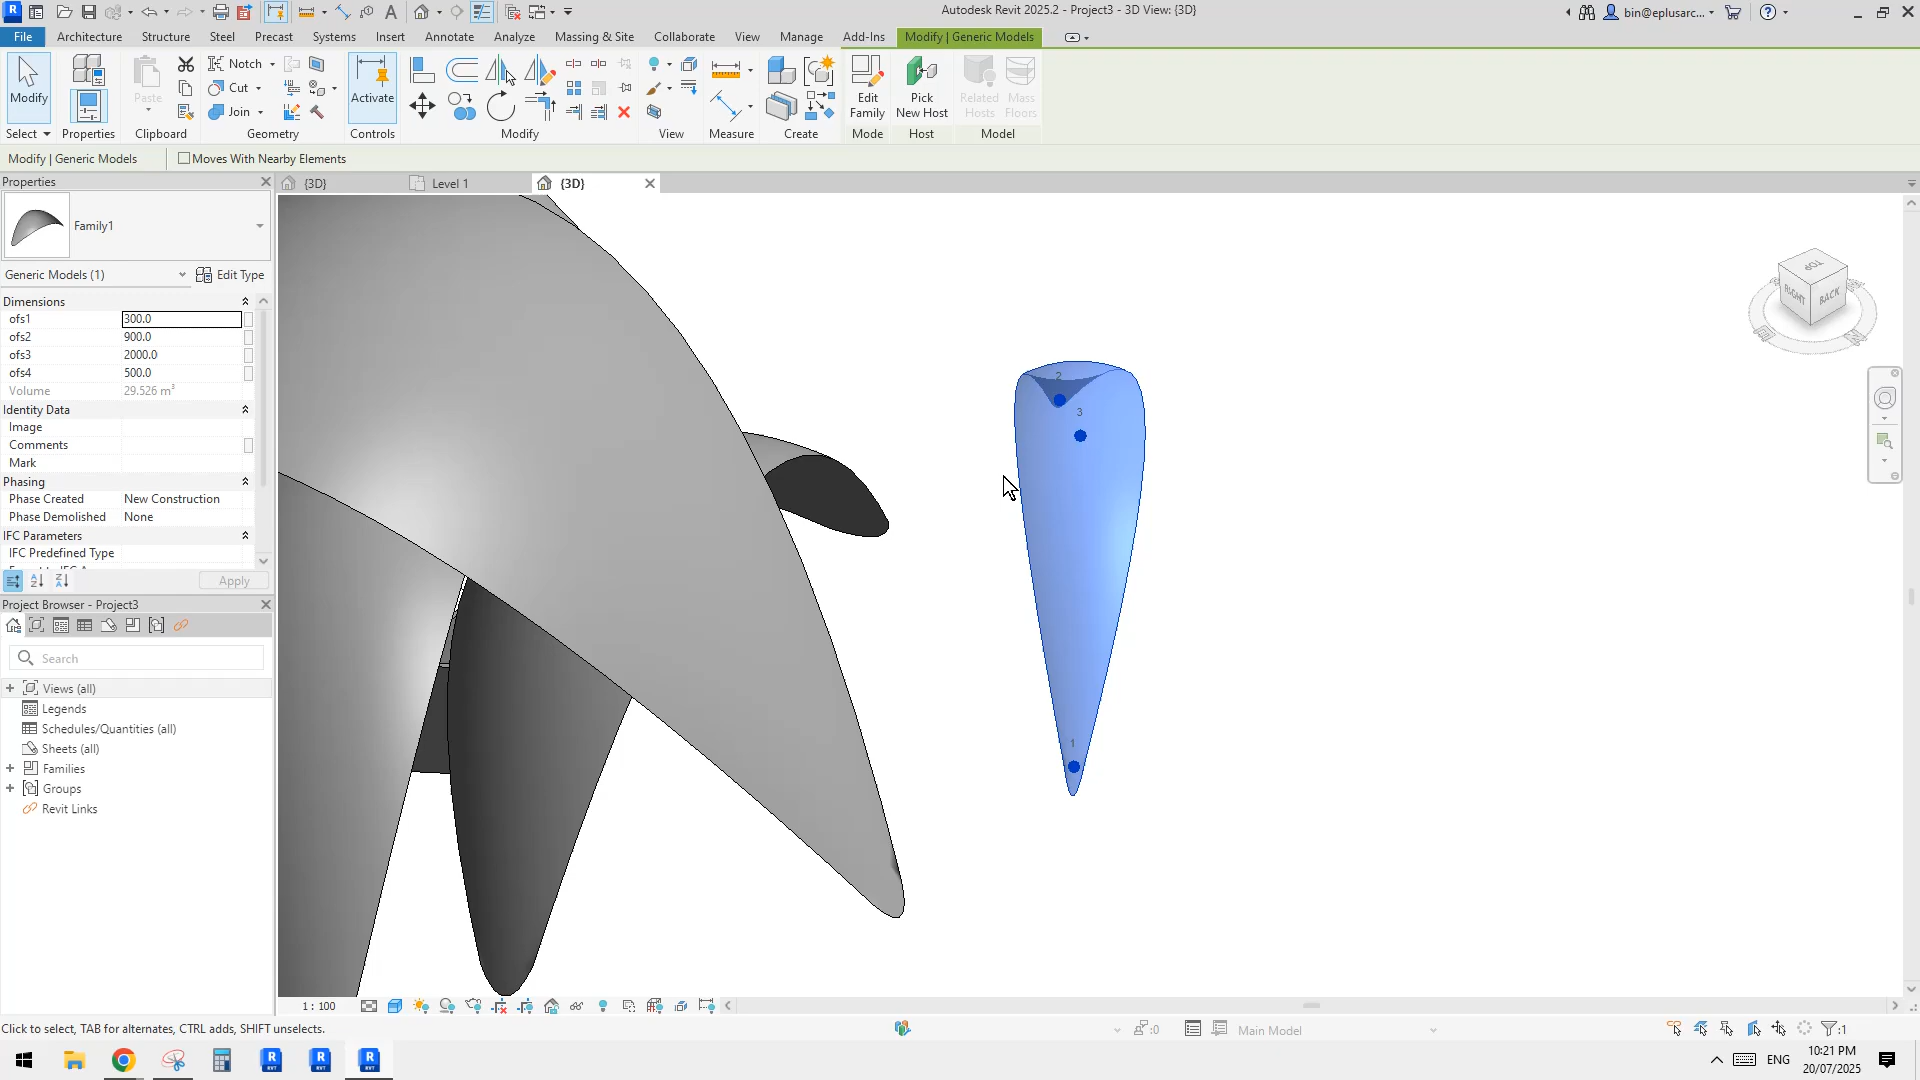 Autodesk Revit 2025.2 - Project3 - 3D View: {3D}
bin@eplusarc...
File Architecture Structure Steel Precast Systems Insert Annotate Analyze Massing & Site Collaborate View Manage Add-Ins Modify | Generic Models
Modify
Paste
Notch
Cut
Join
Activate
Edit Family
Pick New Host
Related Hosts
Mass Floors
Select Properties Clipboard Geometry Controls Modify View Measure Create Mode Host Model
Modify | Generic Models
Moves With Nearby Elements
Properties
{3D}
Level 1
{3D}
Family1
Generic Models (1)
Edit Type
Dimensions
ofs1 300.0
ofs2 900.0
ofs3 2000.0
ofs4 500.0
Volume 29.526 m³
Identity Data
Image
Comments
Mark
Phasing
Phase Created New Construction
Phase Demolished None
IFC Parameters
IFC Predefined Type
Apply
Project Browser - Project3
Search
Views (all)
Legends
Schedules/Quantities (all)
Sheets (all)
Families
Groups
Revit Links
2
3
1
TOP
RIGHT
BACK
1 : 100
Click to select, TAB for alternates, CTRL adds, SHIFT unselects.
:0
Main Model
:1
ENG
10:21 PM
20/07/2025